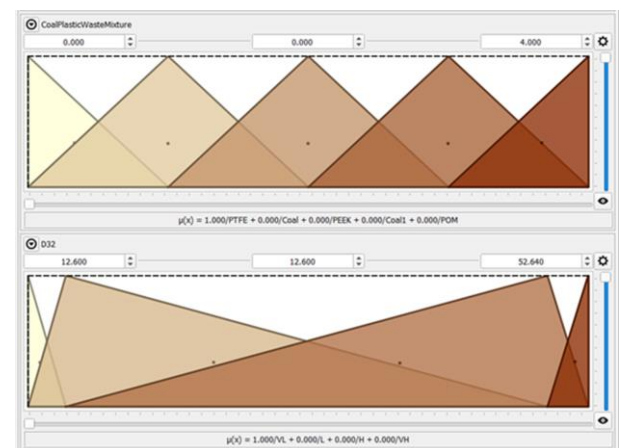 CoalPlasticWasteMixture
0.000 0.000 4.000
μ(x) = 1.000/PTFE + 0.000/Coal + 0.000/PEEK + 0.000/Coal1 + 0.000/POM
D32
12.600 12.600 52.640
μ(x) = 1.000/VL + 0.000/L + 0.000/H + 0.000/VH